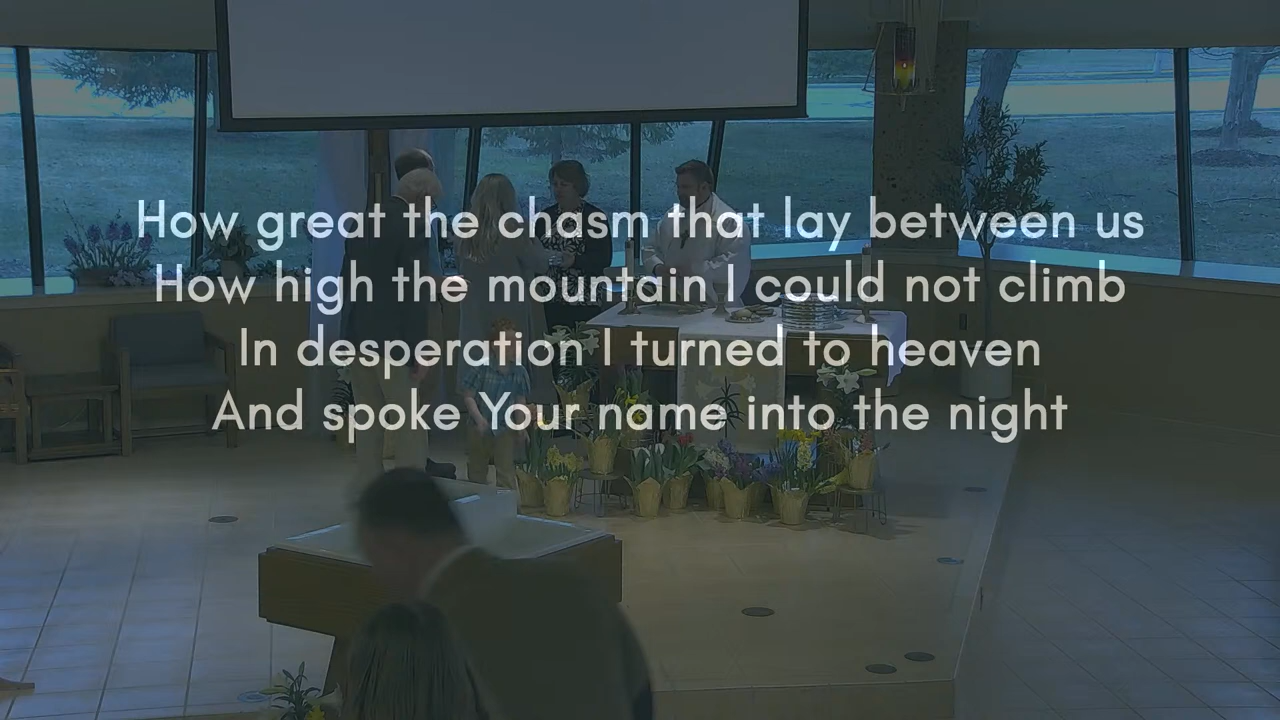 How great the chasm that lay between us
How high the mountain I could not climb
In desperation I turned to heaven
And spoke Your name into the night